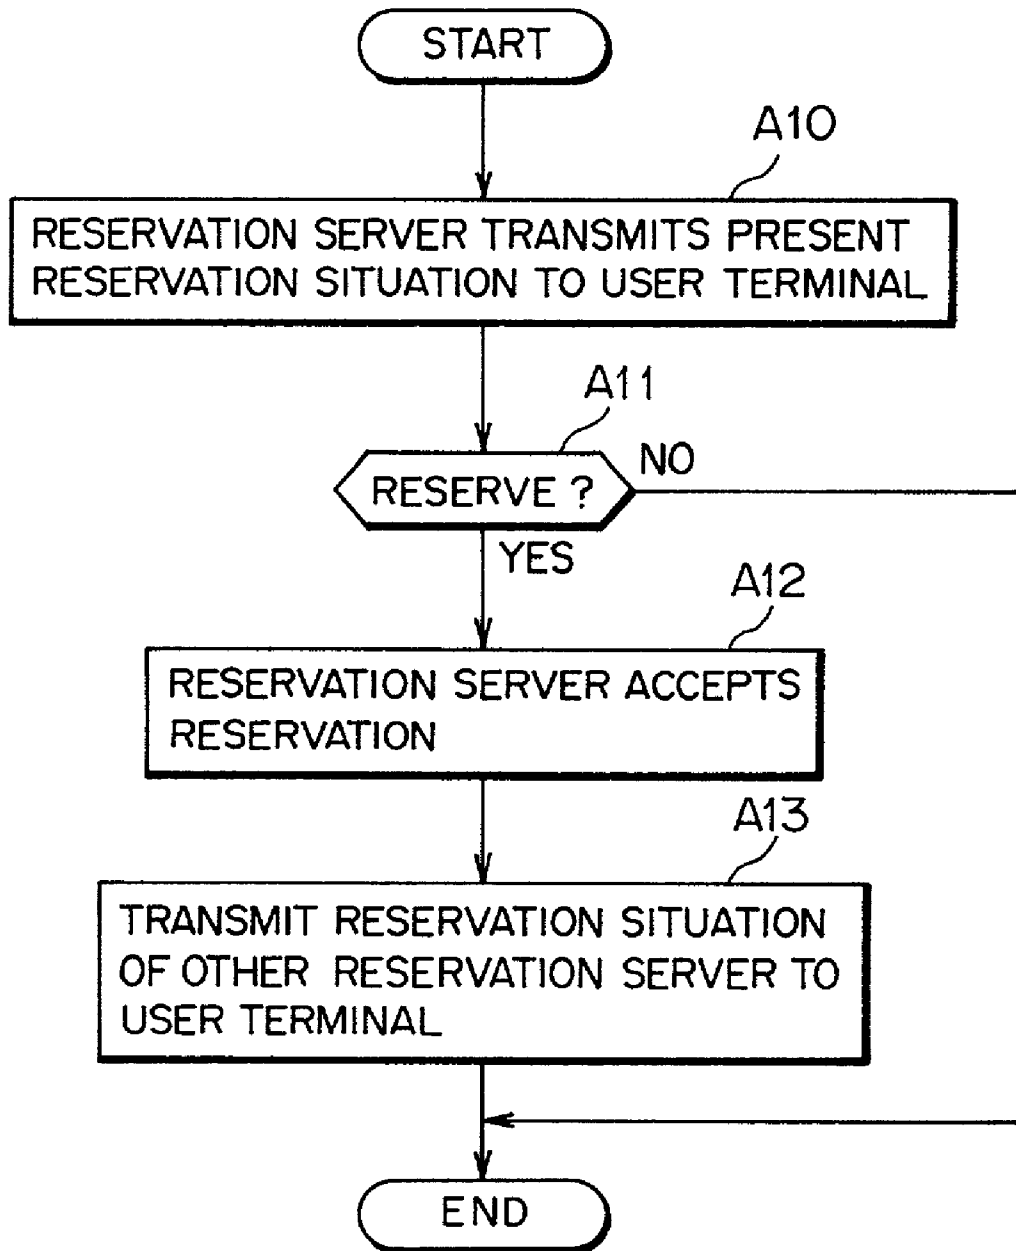 START
A10
RESERVATION SERVER TRANSMITS PRESENT
RESERVATION SITUATION TO USER TERMINAL
A11
RESERVE ?
NO
YES
A12
RESERVATION SERVER ACCEPTS
RESERVATION
A13
TRANSMIT RESERVATION SITUATION
OF OTHER RESERVATION SERVER TO
USER TERMINAL
END